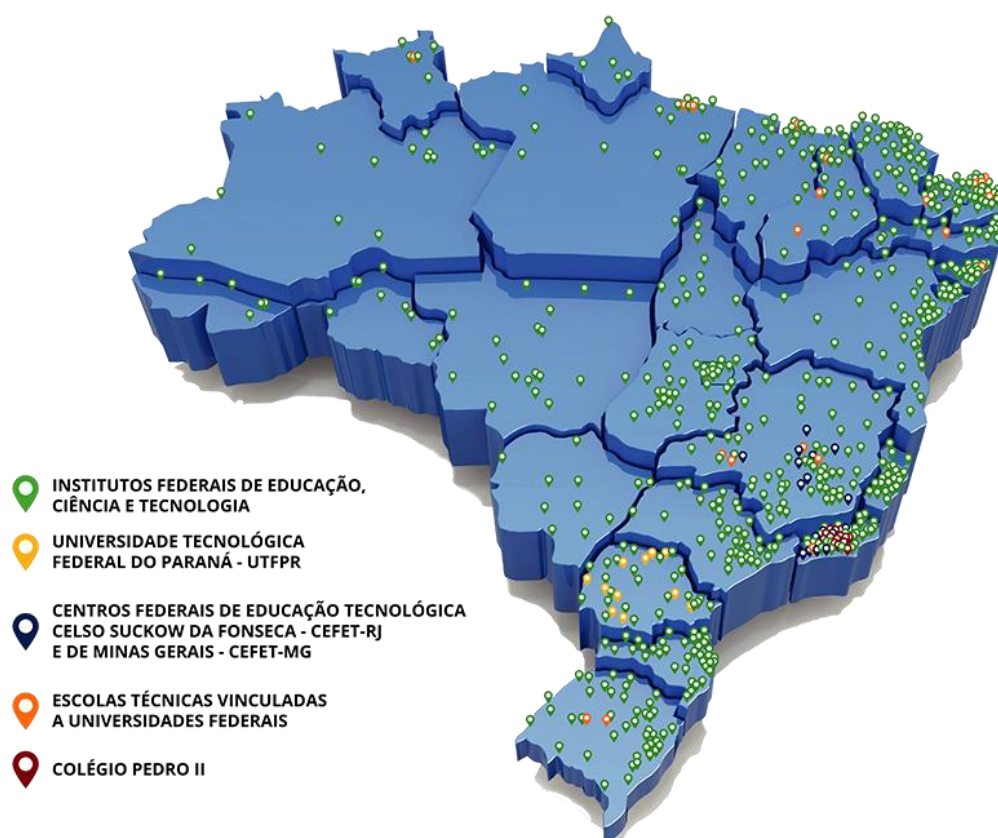 INSTITUTOS FEDERAIS DE EDUCAÇÃO,
CIÊNCIA E TECNOLOGIA
UNIVERSIDADE TECNOLÓGICA
FEDERAL DO PARANÁ - UTFPR
CENTROS FEDERAIS DE EDUCAÇÃO TECNOLÓGICA
CELSO SUCKOW DA FONSECA - CEFET-RJ
E DE MINAS GERAIS - CEFET-MG
ESCOLAS TÉCNICAS VINCULADAS
A UNIVERSIDADES FEDERAIS
COLÉGIO PEDRO II